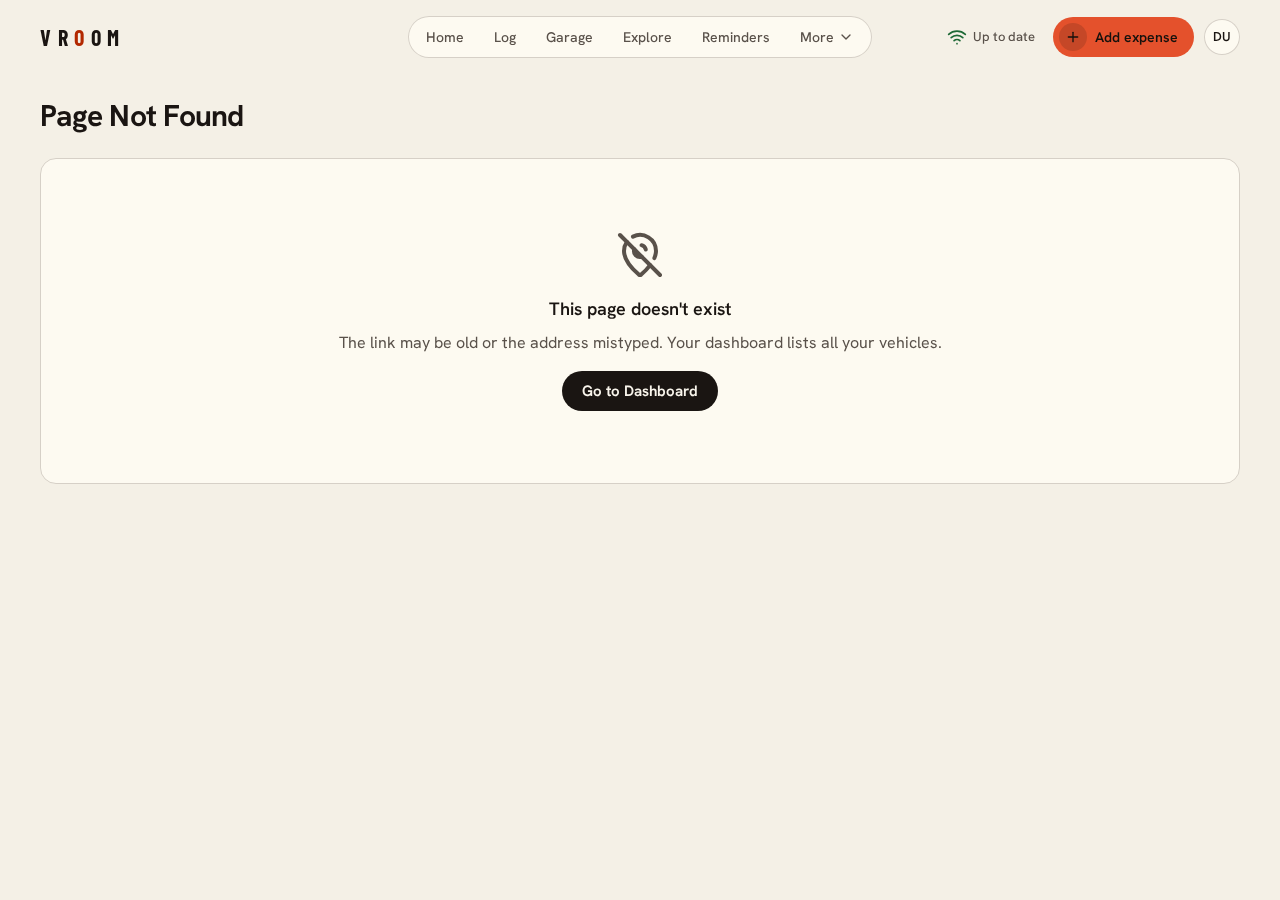 VROOM
Home Log Garage Explore Reminders More
Up to date
Add expense
DU
Page Not Found
This page doesn't exist
The link may be old or the address mistyped. Your dashboard lists all your vehicles.
Go to Dashboard